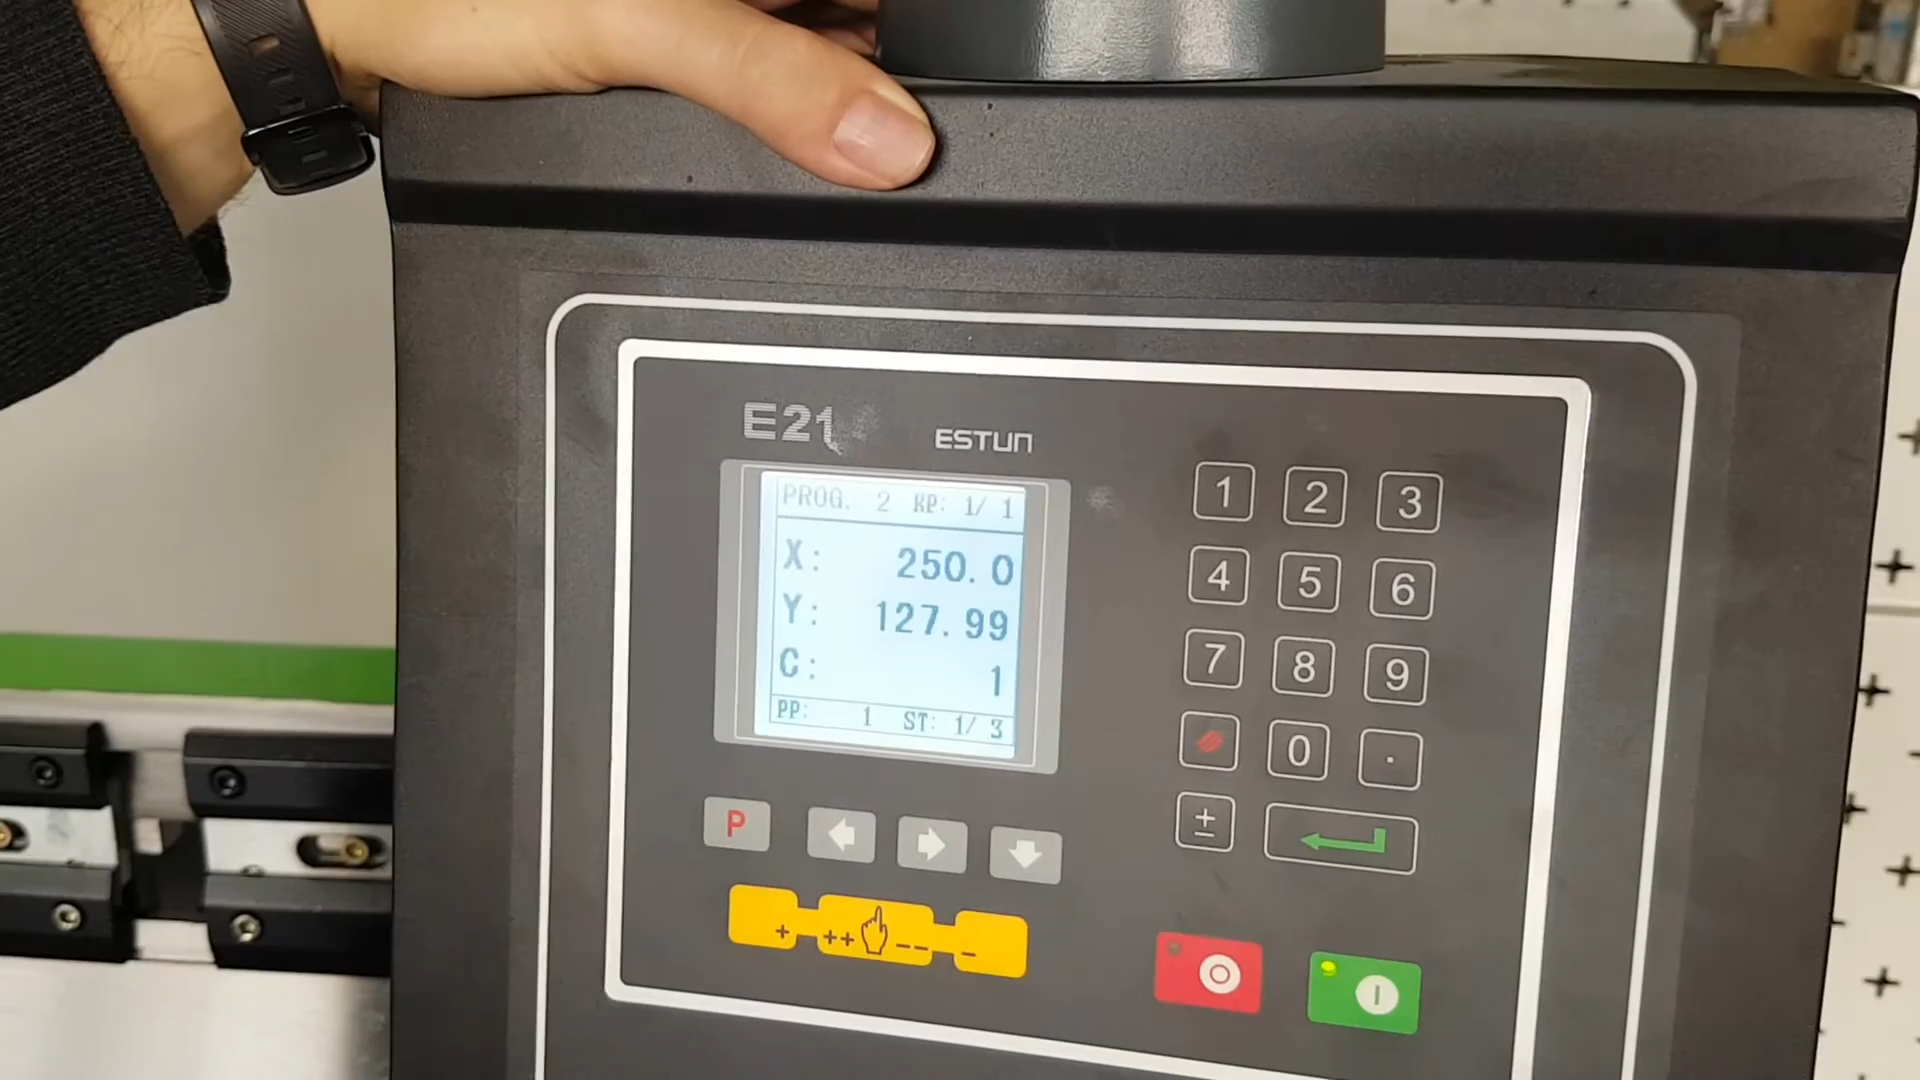 E21 ESTUN
PROG. 2 RP: 1/ 1
X: 250.0
Y: 127.99
C: 1
PP: 1 ST: 1/ 3
1 2 3
4 5 6
7 8 9
0 .
±
P
+ ++ -- -